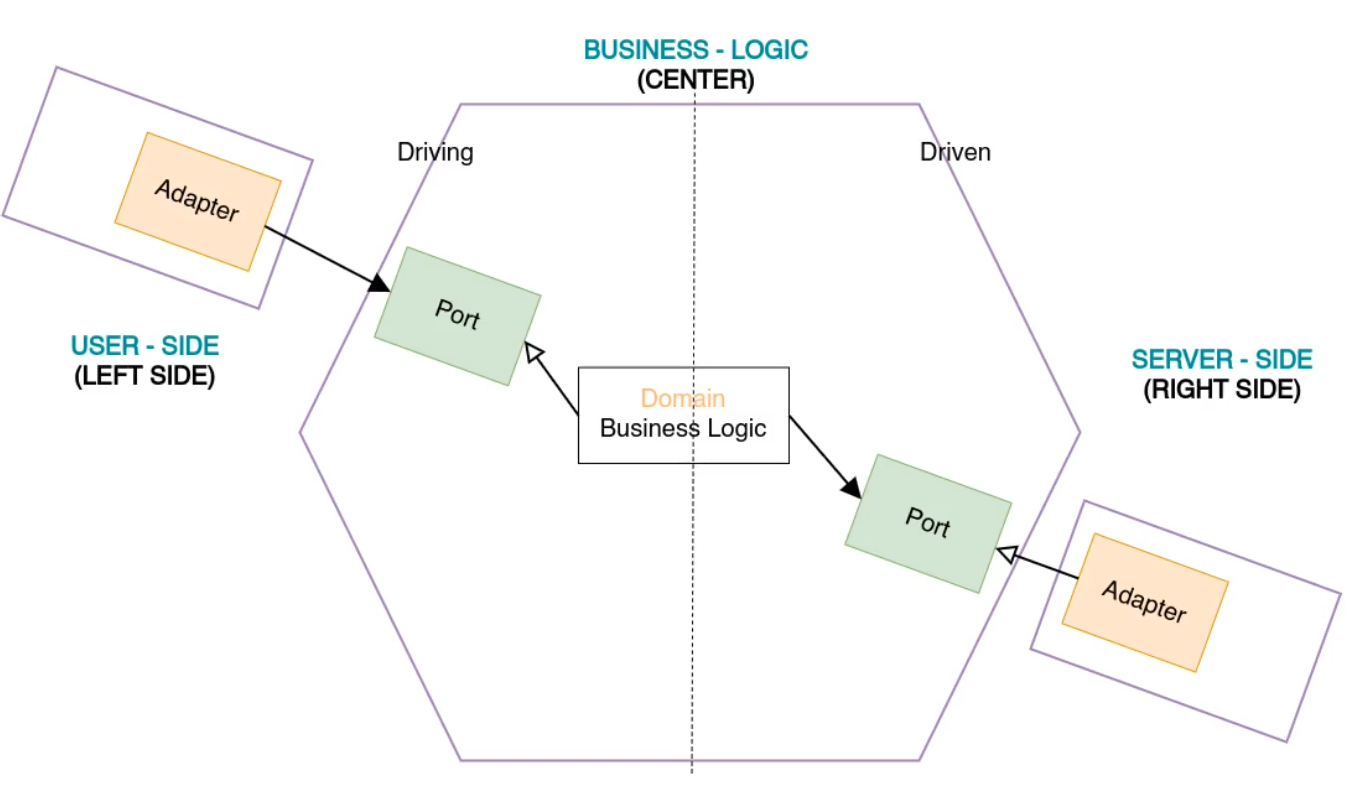 BUSINESS - LOGIC
(CENTER)
Driving
Driven
Adapter
Port
USER - SIDE
(LEFT SIDE)
Domain
Business Logic
SERVER - SIDE
(RIGHT SIDE)
Port
Adapter